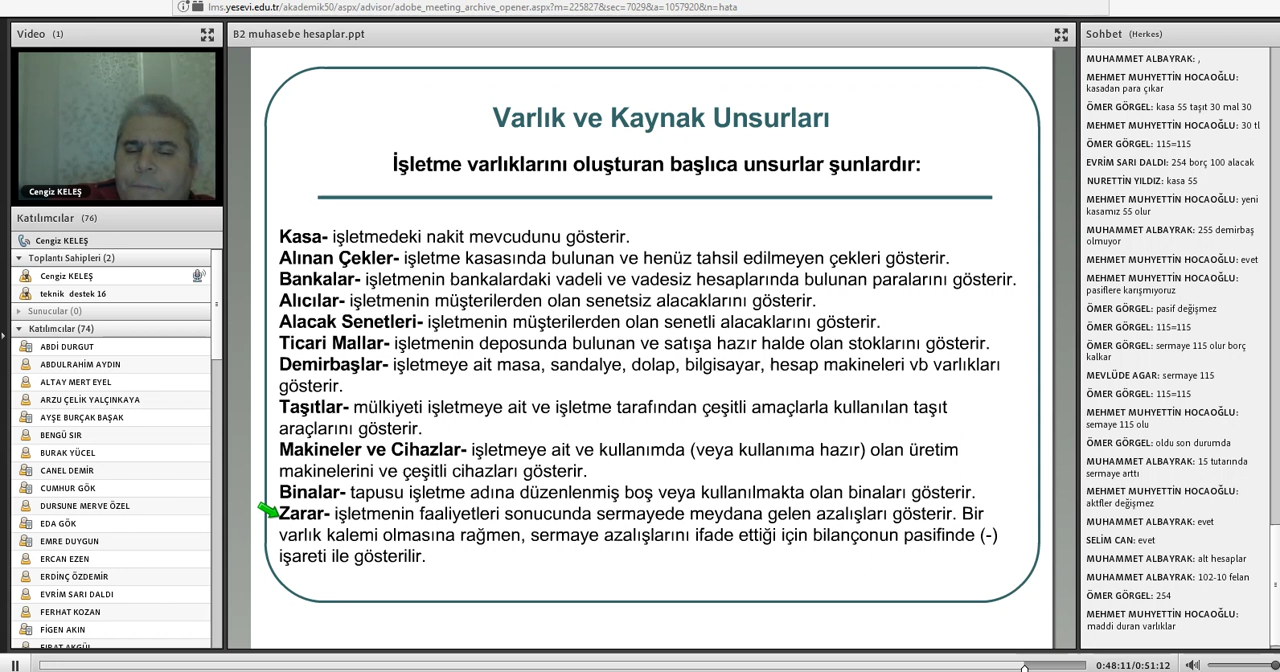 lms.yesevi.edu.tr/akademik50/aspx/advisor/adobe_meeting_archive_opener.aspx?m=225827&sec=7029&a=1057920&n=hata
Video (1)
Cengiz KELEŞ
Katılımcılar (76)
Cengiz KELEŞ
Toplantı Sahipleri (2)
Cengiz KELEŞ
teknik destek 16
Sunucular (0)
Katılımcılar (74)
ABDİ DURGUT
ABDULRAHİM AYDIN
ALTAY MERT EYEL
ARZU ÇELİK YALÇINKAYA
AYŞE BURÇAK BAŞAK
BENGÜ SIR
BURAK YÜCEL
CANEL DEMİR
CUMHUR GÖK
DURSUNE MERVE ÖZEL
EDA GÖK
EMRE DUYGUN
ERCAN EZEN
ERDİNÇ ÖZDEMİR
EVRİM SARI DALDI
FERHAT KOZAN
FİGEN AKIN
FIRAT AKGÜL
B2 muhasebe hesaplar.ppt
Varlık ve Kaynak Unsurları
İşletme varlıklarını oluşturan başlıca unsurlar şunlardır:
Kasa- işletmedeki nakit mevcudunu gösterir.
Alınan Çekler- işletme kasasında bulunan ve henüz tahsil edilmeyen çekleri gösterir.
Bankalar- işletmenin bankalardaki vadeli ve vadesiz hesaplarında bulunan paralarını gösterir.
Alıcılar- işletmenin müşterilerden olan senetsiz alacaklarını gösterir.
Alacak Senetleri- işletmenin müşterilerden olan senetli alacaklarını gösterir.
Ticari Mallar- işletmenin deposunda bulunan ve satışa hazır halde olan stoklarını gösterir.
Demirbaşlar- işletmeye ait masa, sandalye, dolap, bilgisayar, hesap makineleri vb varlıkları
gösterir.
Taşıtlar- mülkiyeti işletmeye ait ve işletme tarafından çeşitli amaçlarla kullanılan taşıt
araçlarını gösterir.
Makineler ve Cihazlar- işletmeye ait ve kullanımda (veya kullanıma hazır) olan üretim
makinelerini ve çeşitli cihazları gösterir.
Binalar- tapusu işletme adına düzenlenmiş boş veya kullanılmakta olan binaları gösterir.
Zarar- işletmenin faaliyetleri sonucunda sermayede meydana gelen azalışları gösterir. Bir
varlık kalemi olmasına rağmen, sermaye azalışlarını ifade ettiği için bilançonun pasifinde (-)
işareti ile gösterilir.
Sohbet (Herkes)
MUHAMMET ALBAYRAK: ,
MEHMET MUHYETTİN HOCAOĞLU:
kasadan para çıkar
ÖMER GÖRGEL: kasa 55 taşıt 30 mal 30
MEHMET MUHYETTİN HOCAOĞLU: 30 tl
ÖMER GÖRGEL: 115=115
EVRİM SARI DALDI: 254 borç 100 alacak
NURETTİN YILDIZ: kasa 55
MEHMET MUHYETTİN HOCAOĞLU: yeni
kasamız 55 olur
MUHAMMET ALBAYRAK: 255 demirbaş
olmuyor
MEHMET MUHYETTİN HOCAOĞLU: evet
MEHMET MUHYETTİN HOCAOĞLU:
pasiflere karışmıyoruz
ÖMER GÖRGEL: pasif değişmez
ÖMER GÖRGEL: 115=115
ÖMER GÖRGEL: sermaye 115 olur borç
kalkar
MEVLÜDE AGAR: sermaye 115
ÖMER GÖRGEL: 115=115
MEHMET MUHYETTİN HOCAOĞLU:
semaye 115 olu
ÖMER GÖRGEL: oldu son durumda
MUHAMMET ALBAYRAK: 15 tutarında
sermaye arttı
MEHMET MUHYETTİN HOCAOĞLU:
aktfler değişmez
MUHAMMET ALBAYRAK: evet
SELİM CAN: evet
MUHAMMET ALBAYRAK: alt hesaplar
MUHAMMET ALBAYRAK: 102-10 felan
ÖMER GÖRGEL: 254
MEHMET MUHYETTİN HOCAOĞLU:
maddi duran varlıklar
0:48:11/0:51:12